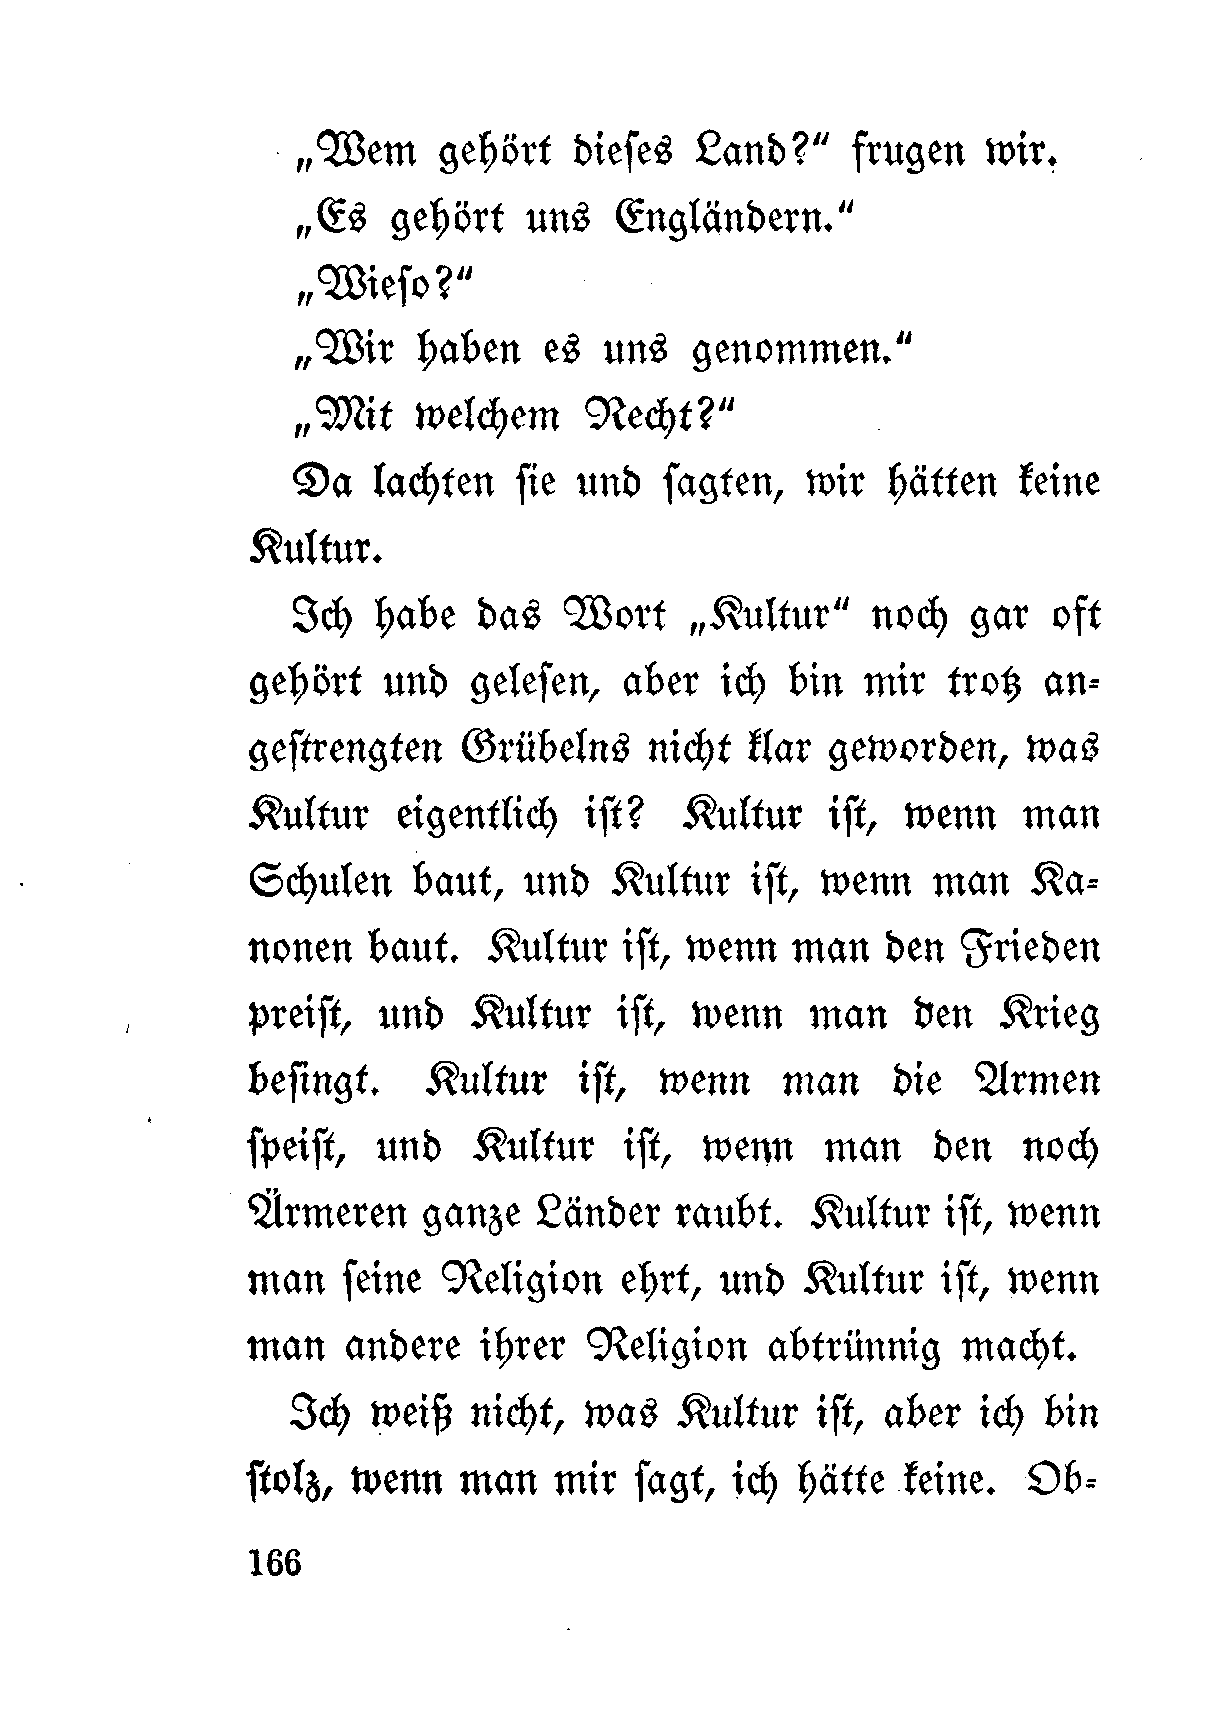 „Wem gehört dieſes Land?“ frugen wir.
„Es gehört uns Engländern.“
„Wieſo?“
„Wir haben es uns genommen.“
„Mit welchem Recht?“
Da lachten ſie und ſagten, wir hätten keine
Kultur.
Ich habe das Wort „Kultur“ noch gar oft
gehört und geleſen, aber ich bin mir trotz an-
geſtrengten Grübelns nicht klar geworden, was
Kultur eigentlich iſt? Kultur iſt, wenn man
Schulen baut, und Kultur iſt, wenn man Ka-
nonen baut. Kultur iſt, wenn man den Frieden
preiſt, und Kultur iſt, wenn man den Krieg
beſingt. Kultur iſt, wenn man die Armen
ſpeiſt, und Kultur iſt, wenn man den noch
Ärmeren ganze Länder raubt. Kultur iſt, wenn
man ſeine Religion ehrt, und Kultur iſt, wenn
man andere ihrer Religion abtrünnig macht.
Ich weiß nicht, was Kultur iſt, aber ich bin
ſtolz, wenn man mir ſagt, ich hätte keine. Ob-
166